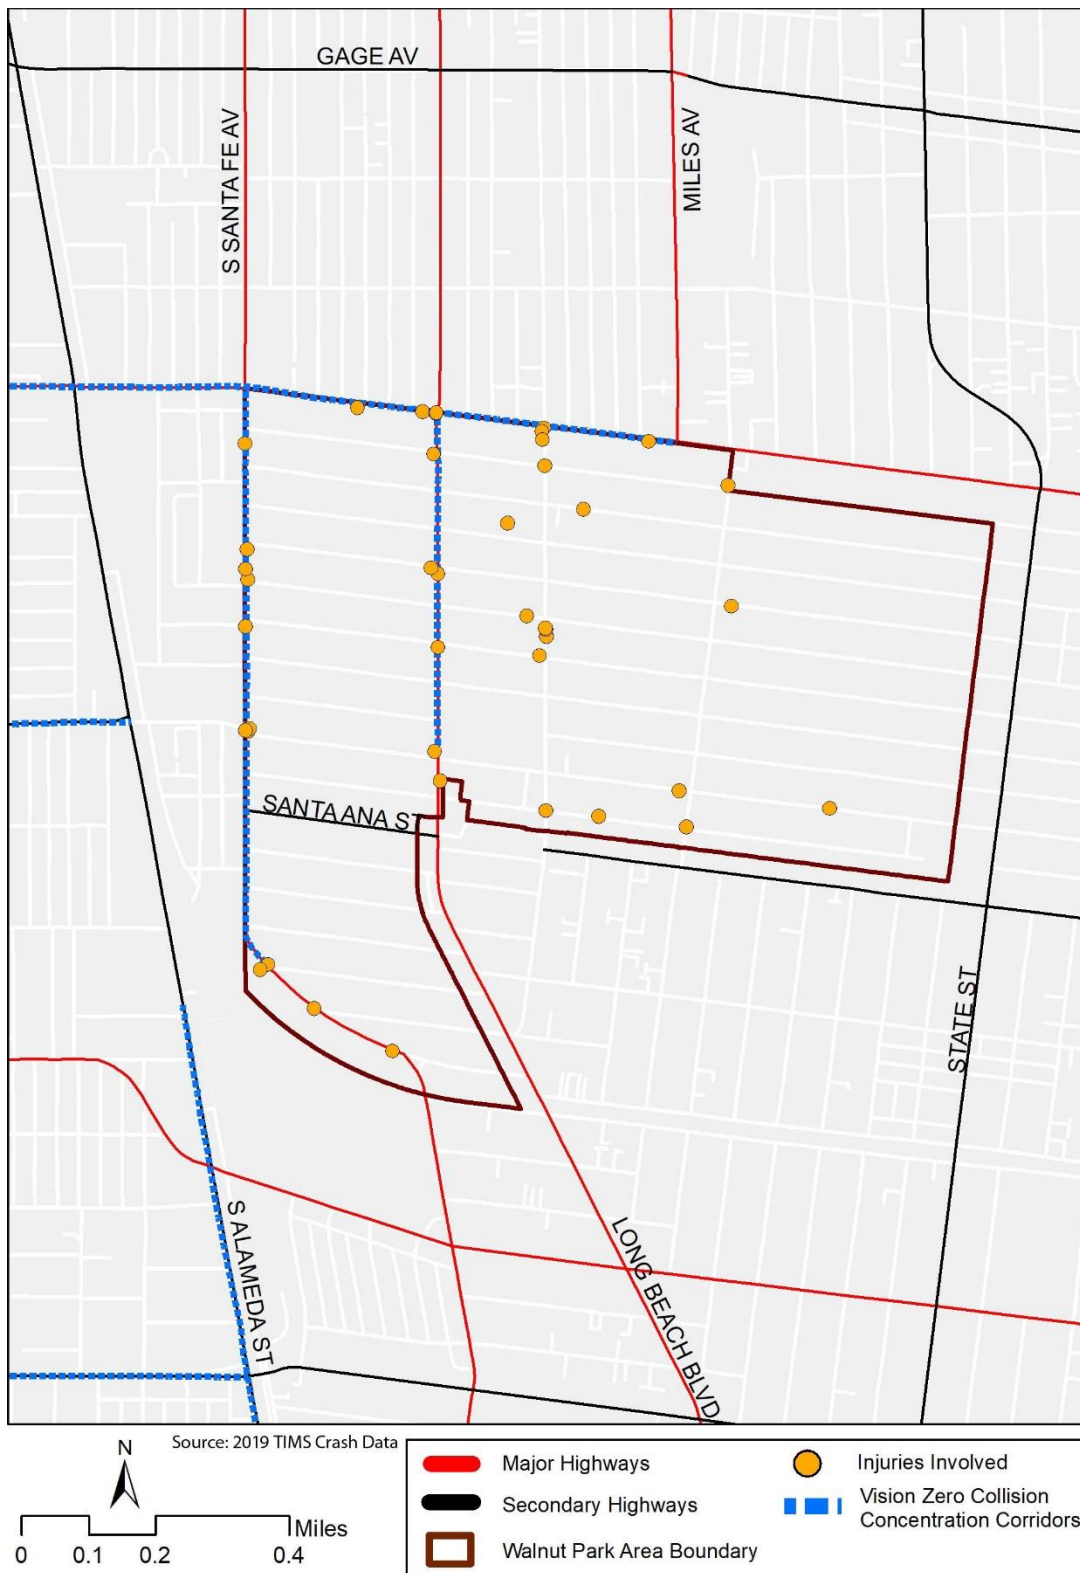 GAGE AV
S SANTA FE AV
MILES AV
SANTA ANA ST
STATE ST
S ALAMEDA ST
LONG BEACH BLVD
Source: 2019 TIMS Crash Data
N
Miles
0 0.1 0.2 0.4
Major Highways
Secondary Highways
Walnut Park Area Boundary
Injuries Involved
Vision Zero Collision
Concentration Corridors